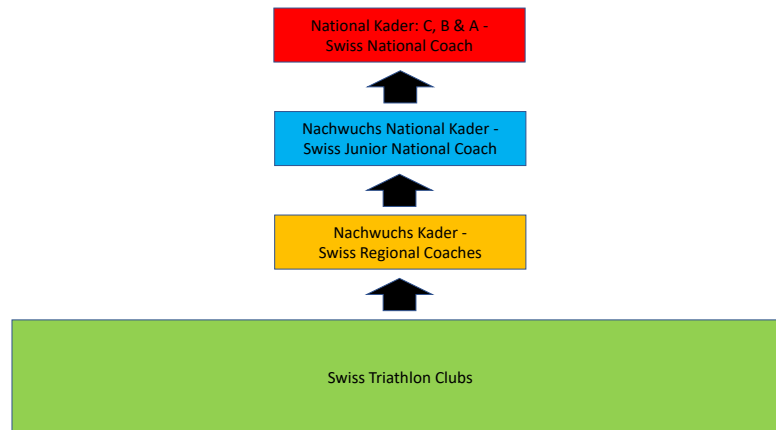 National Kader: C, B & A -
Swiss National Coach
Nachwuchs National Kader -
Swiss Junior National Coach
Nachwuchs Kader -
Swiss Regional Coaches
Swiss Triathlon Clubs